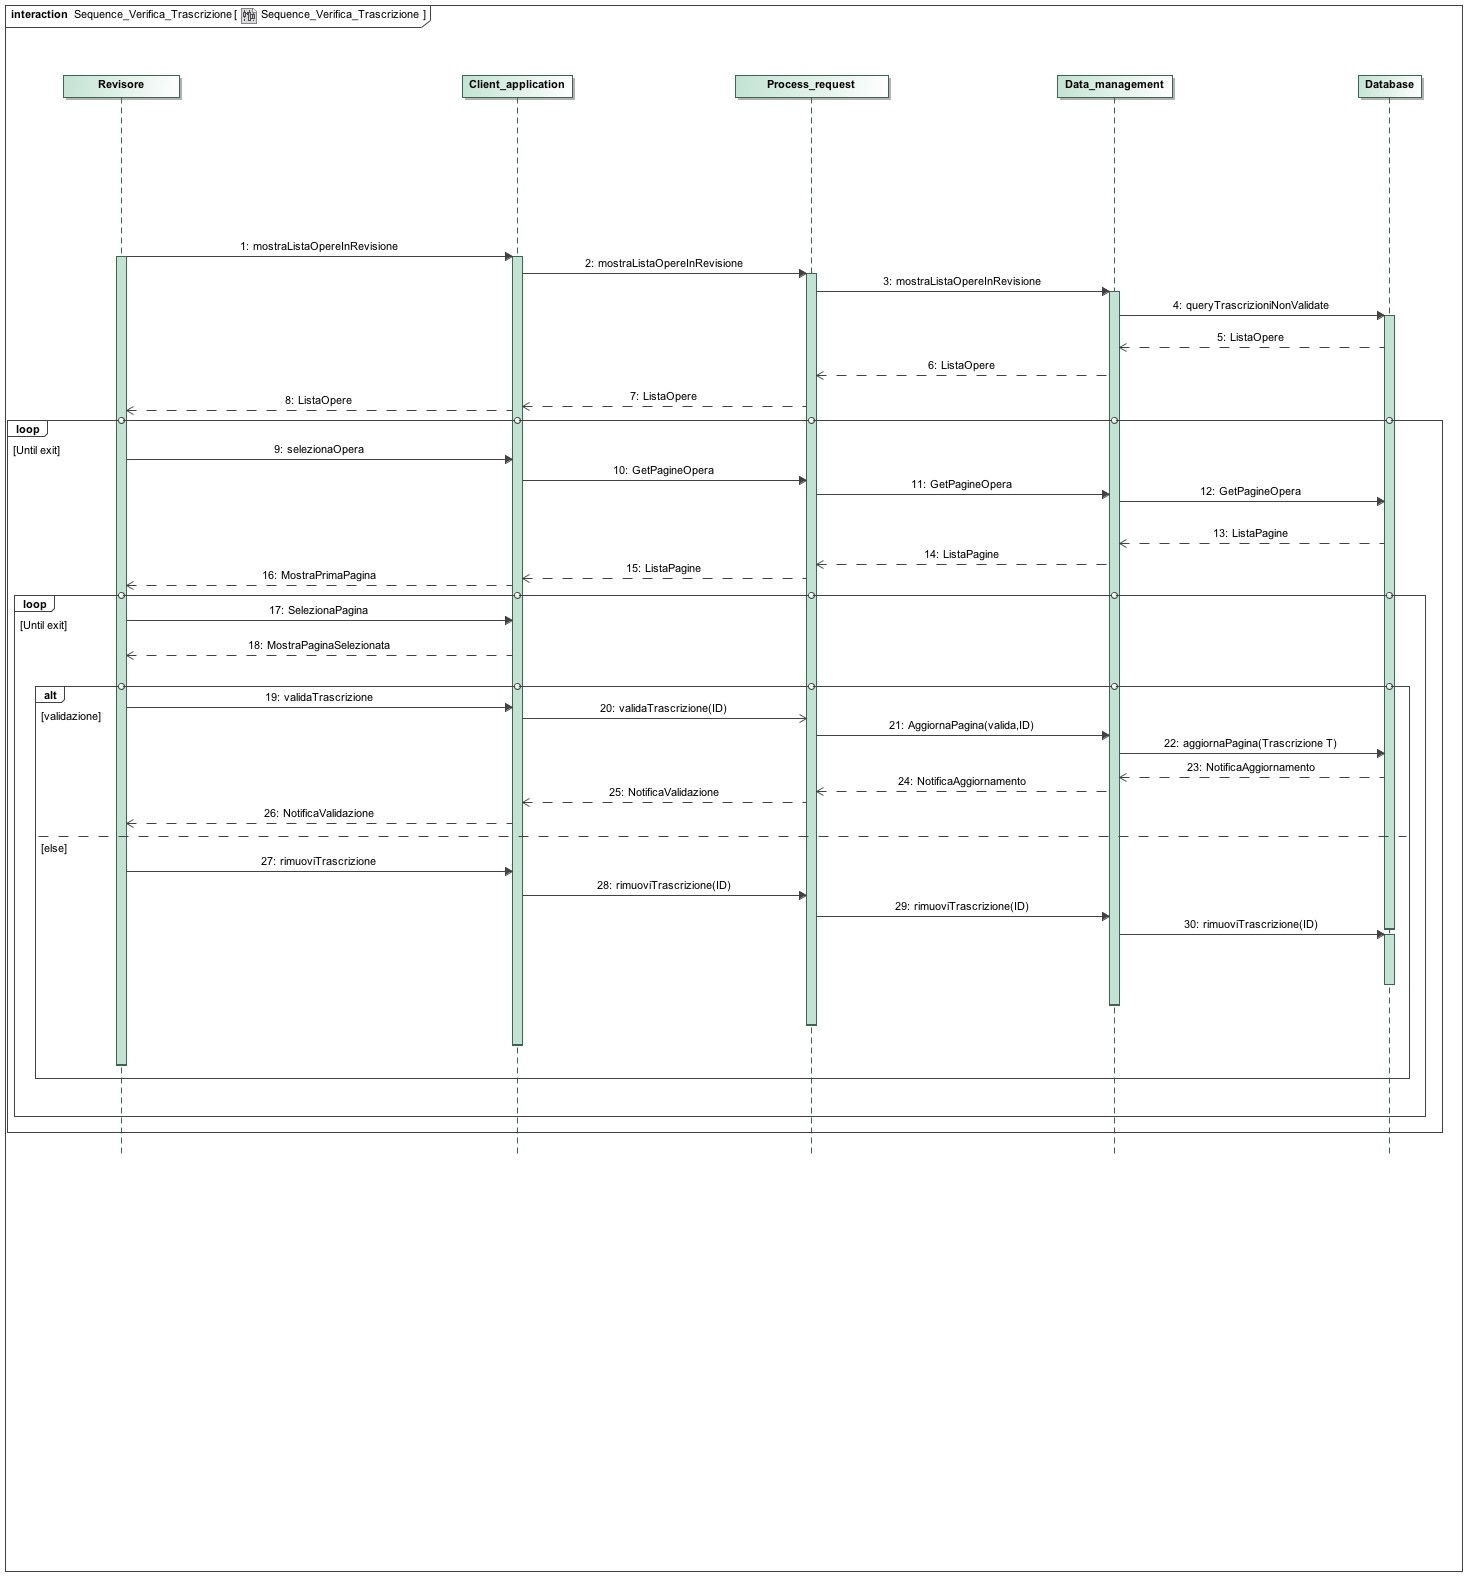 interaction Sequence_Verifica_Trascrizione [ Sequence_Verifica_Trascrizione ]
Revisore
Client_application
Process_request
Data_management
Database
1: mostraListaOpereInRevisione
2: mostraListaOpereInRevisione
3: mostraListaOpereInRevisione
4: queryTrascrizioniNonValidate
5: ListaOpere
6: ListaOpere
7: ListaOpere
8: ListaOpere
loop
[Until exit]
9: selezionaOpera
10: GetPagineOpera
11: GetPagineOpera
12: GetPagineOpera
13: ListaPagine
14: ListaPagine
15: ListaPagine
16: MostraPrimaPagina
loop
[Until exit]
17: SelezionaPagina
18: MostraPaginaSelezionata
alt
[validazione]
19: validaTrascrizione
20: validaTrascrizione(ID)
21: AggiornaPagina(valida,ID)
22: aggiornaPagina(Trascrizione T)
23: NotificaAggiornamento
24: NotificaAggiornamento
25: NotificaValidazione
26: NotificaValidazione
[else]
27: rimuoviTrascrizione
28: rimuoviTrascrizione(ID)
29: rimuoviTrascrizione(ID)
30: rimuoviTrascrizione(ID)